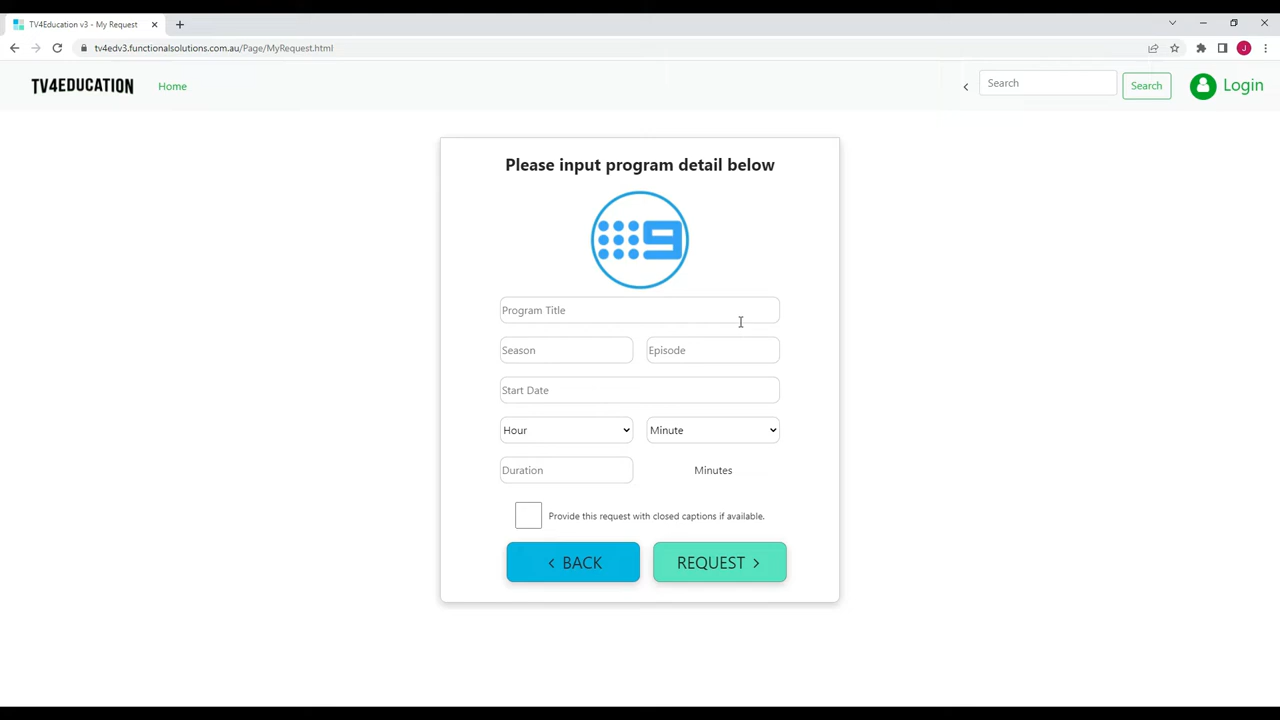 TV4Education v3 - My Request
tv4edv3.functionalsolutions.com.au/Page/MyRequest.html
J
TV4EDUCATION
Home
Search
Search
Login
Please input program detail below
9
Program Title
Season
Episode
Start Date
Hour
Minute
Duration
Minutes
Provide this request with closed captions if available.
BACK
REQUEST